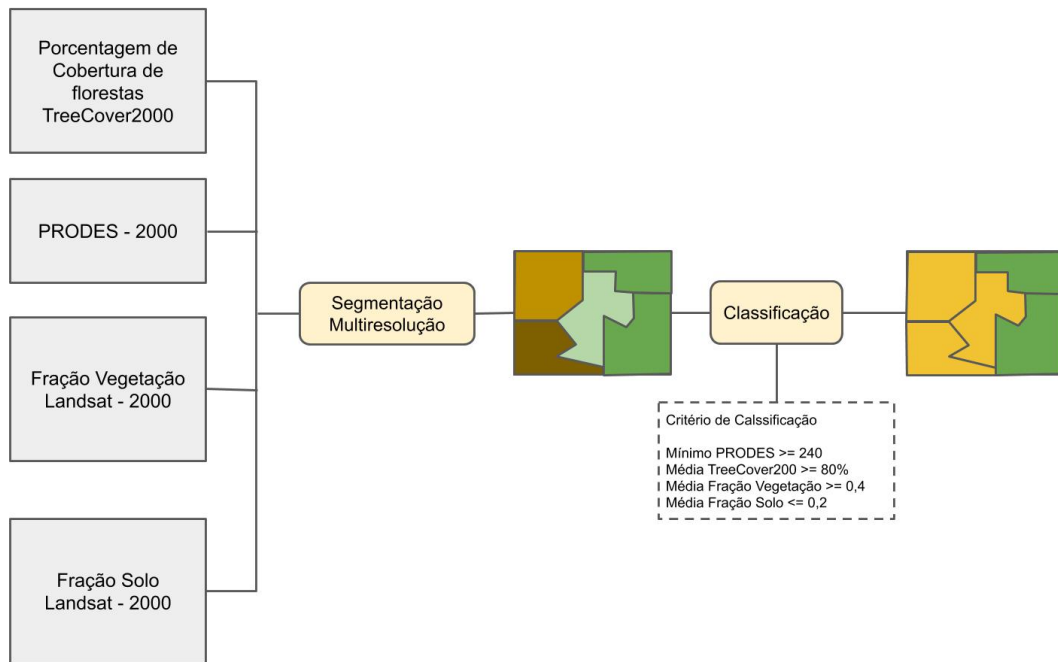 Porcentagem de
Cobertura de
florestas
TreeCover2000
PRODES - 2000
Fração Vegetação
Landsat - 2000
Fração Solo
Landsat - 2000
Segmentação
Multiresolução
Classificação
Critério de Calssificação
Mínimo PRODES >= 240
Média TreeCover200 >= 80%
Média Fração Vegetação >= 0,4
Média Fração Solo <= 0,2